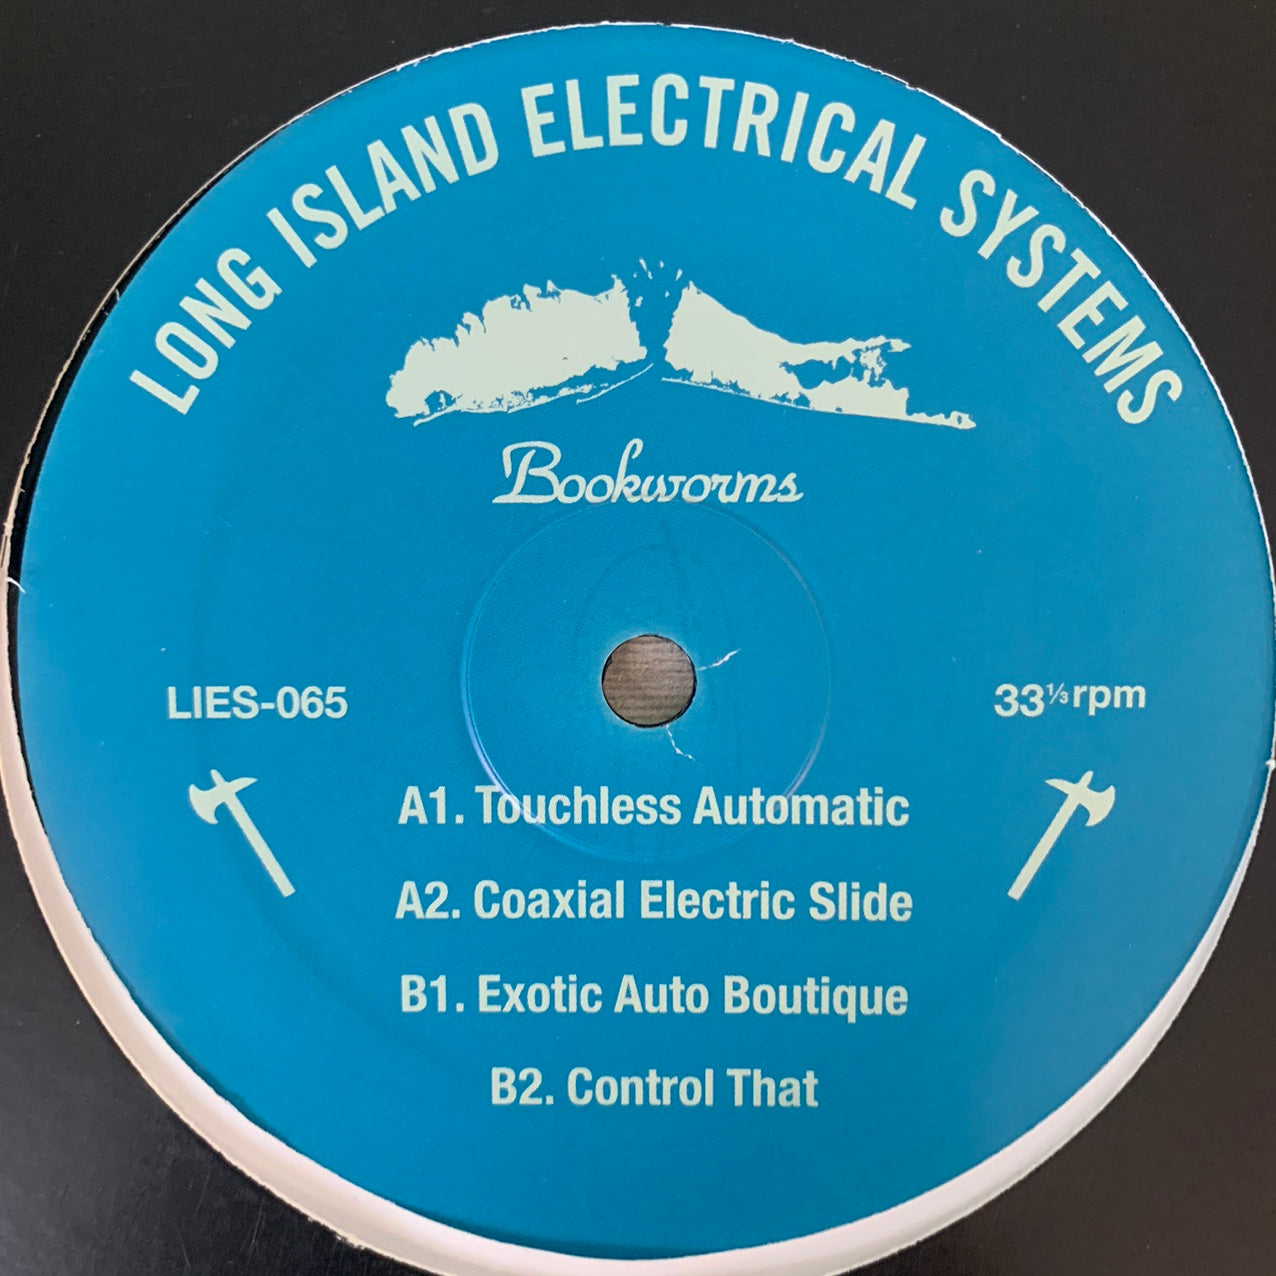 LONG ISLAND ELECTRICAL SYSTEMS
Bookworms
LIES-065
33⅓rpm
A1. Touchless Automatic
A2. Coaxial Electric Slide
B1. Exotic Auto Boutique
B2. Control That